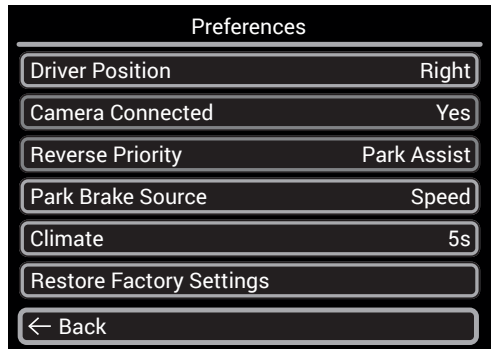 Preferences
Driver Position Right
Camera Connected Yes
Reverse Priority Park Assist
Park Brake Source Speed
Climate 5s
Restore Factory Settings
← Back